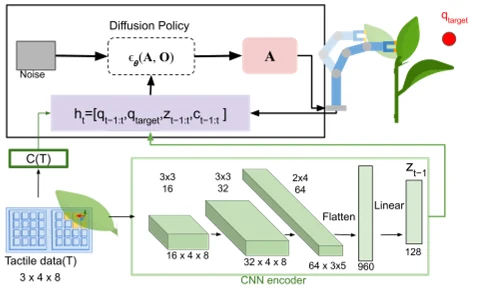 Diffusion Policy
q_target
Noise
ϵ_θ(A, O)
A
h_t=[q_t−1:t,q_target,z_t−1:t,c_t−1:t ]
C(T)
3x3
16
3x3
32
2x4
64
z_t−1
Flatten
Linear
16 x 4 x 8
32 x 4 x 8
64 x 3x5
960
128
Tactile data(T)
3 x 4 x 8
CNN encoder